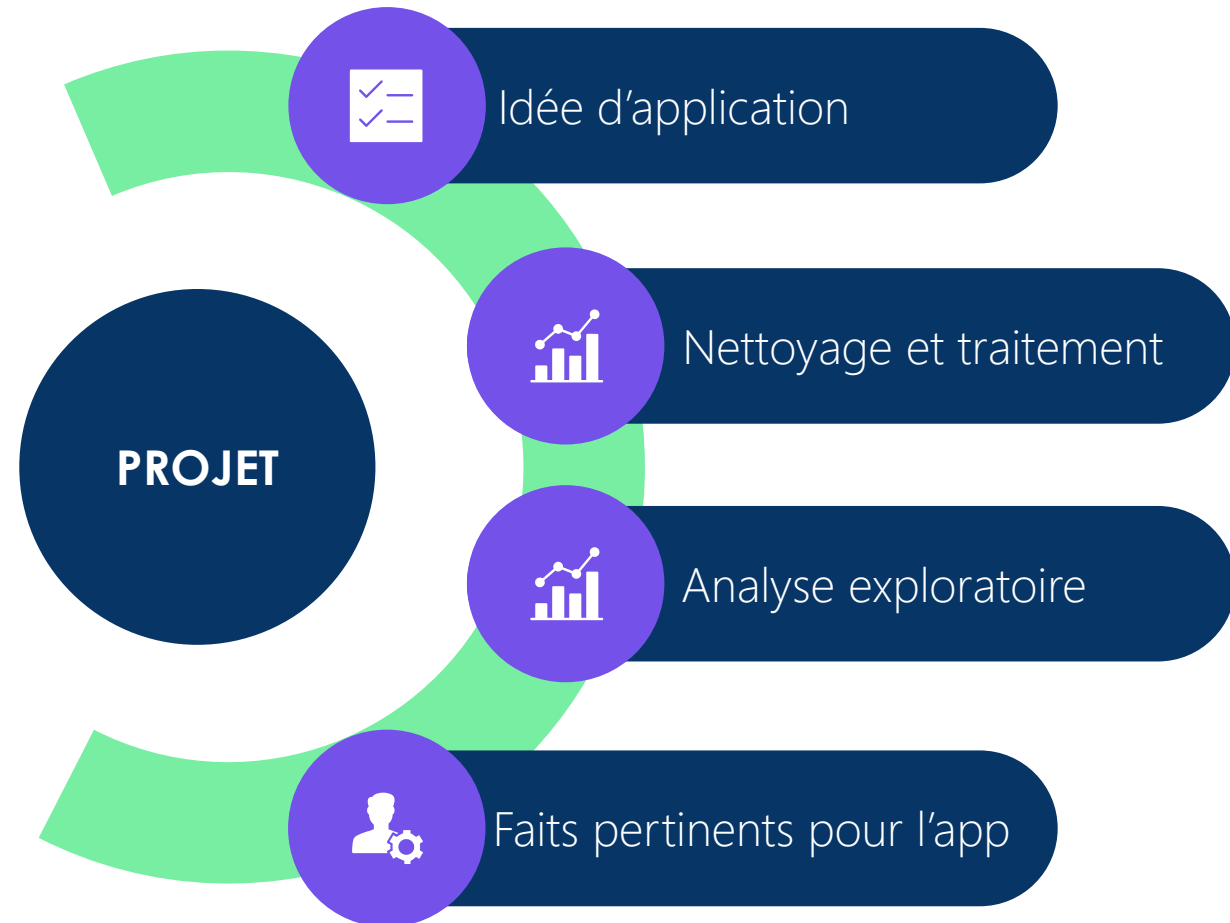 Idée d’application
Nettoyage et traitement
PROJET
Analyse exploratoire
Faits pertinents pour l’app